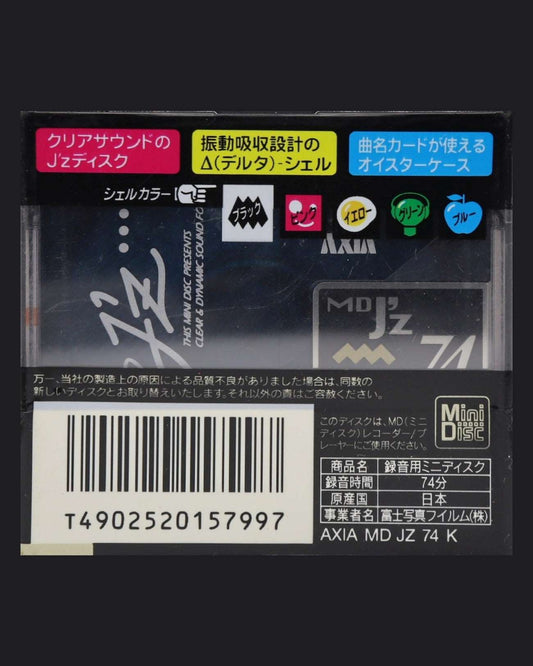 クリアサウンドの
J'zディスク
振動吸収設計の
Δ(デルタ)-シェル
曲名カードが使える
オイスターケース
シェルカラー
ブラック
ピンク
イエロー
グリーン
ブルー
AXIA
J'z
THIS MINI DISC PRESENTS
CLEAR & DYNAMIC SOUND FO
MD J'z
74
万一、当社の製造上の原因による品質不良がありました場合は、同数の
新しいディスクとお取り替えいたします。それ以外の責はご容赦ください。
このディスクは、MD(ミニ
ディスク)レコーダー/プ
レーヤーにご使用ください。
Mini
Disc
商品名 録音用ミニディスク
録音時間 74分
原産国 日本
事業者名 富士写真フイルム(株)
AXIA MD JZ 74 K
T4902520157997